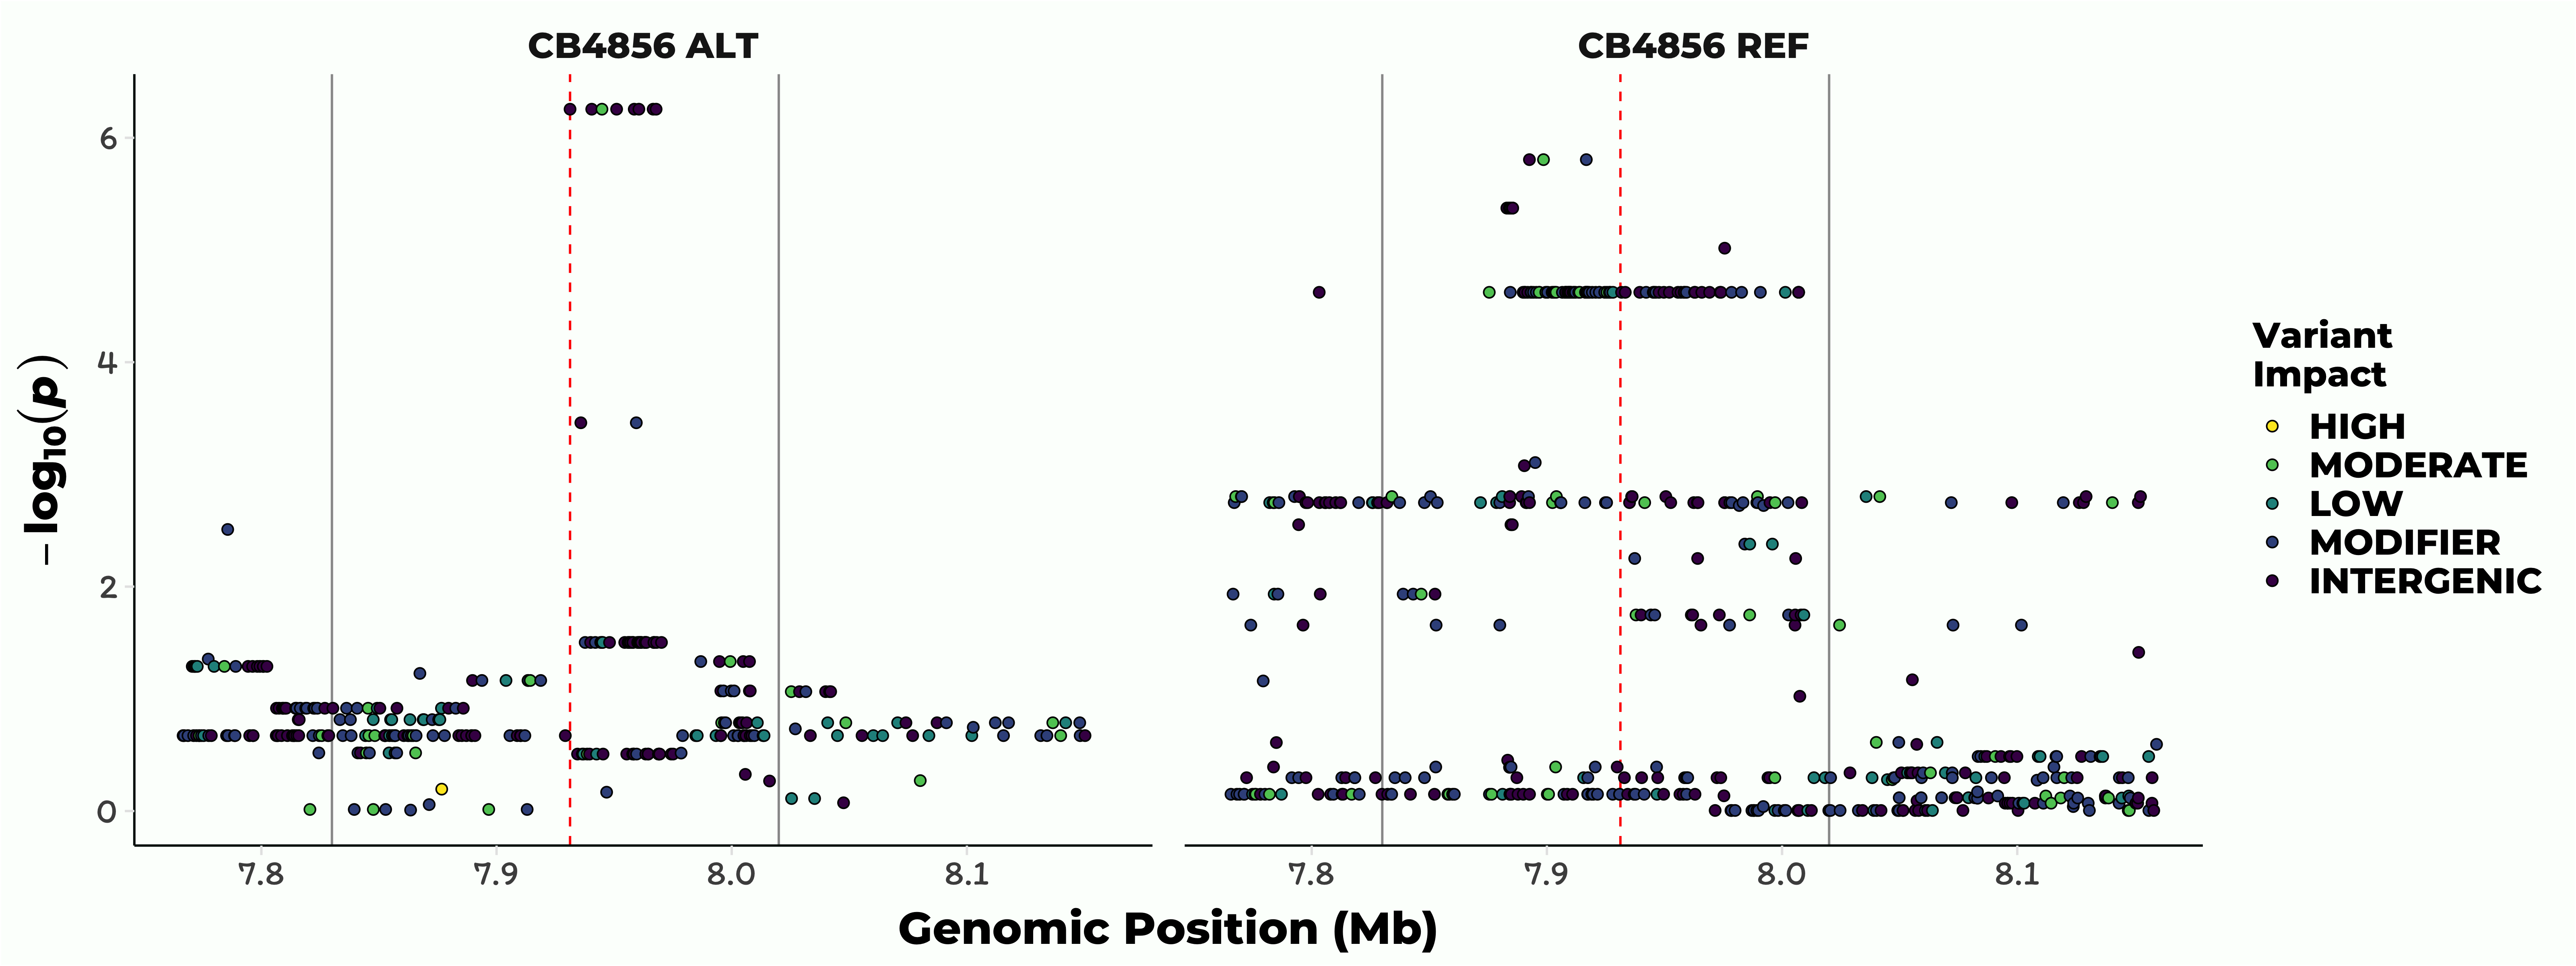 CB4856 ALT
CB4856 REF
−log10(p)
6
4
2
0
7.8
7.9
8.0
8.1
7.8
7.9
8.0
8.1
Genomic Position (Mb)
Variant
Impact
HIGH
MODERATE
LOW
MODIFIER
INTERGENIC